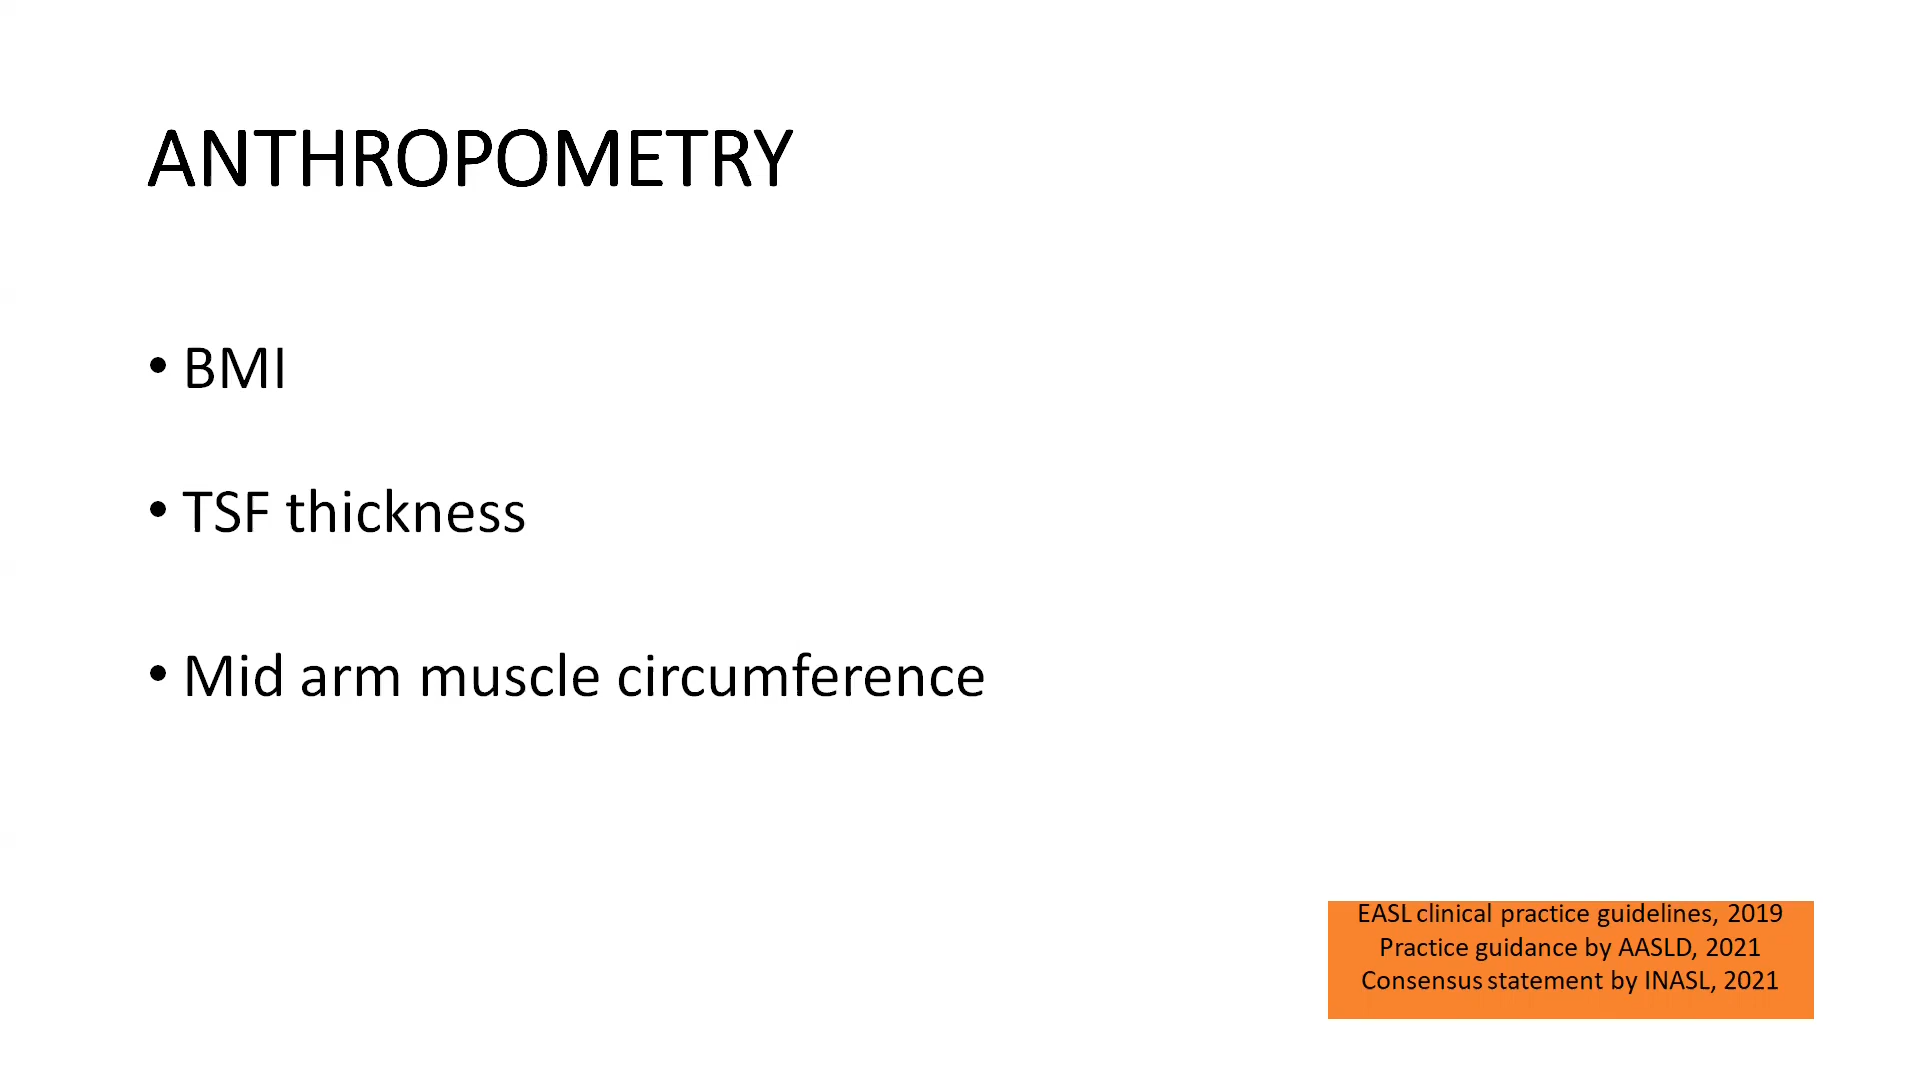 ANTHROPOMETRY
• BMI
• TSF thickness
• Mid arm muscle circumference
EASL clinical practice guidelines, 2019
Practice guidance by AASLD, 2021
Consensus statement by INASL, 2021